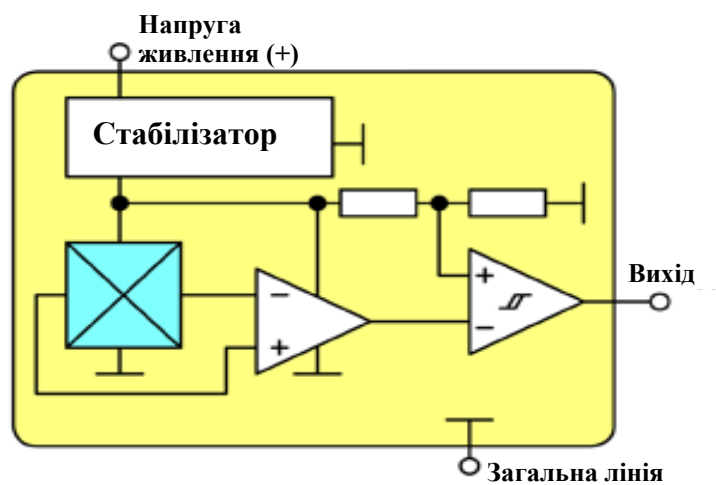 Напруга
живлення (+)
Стабілізатор
−
+
+
−
Вихід
Загальна лінія